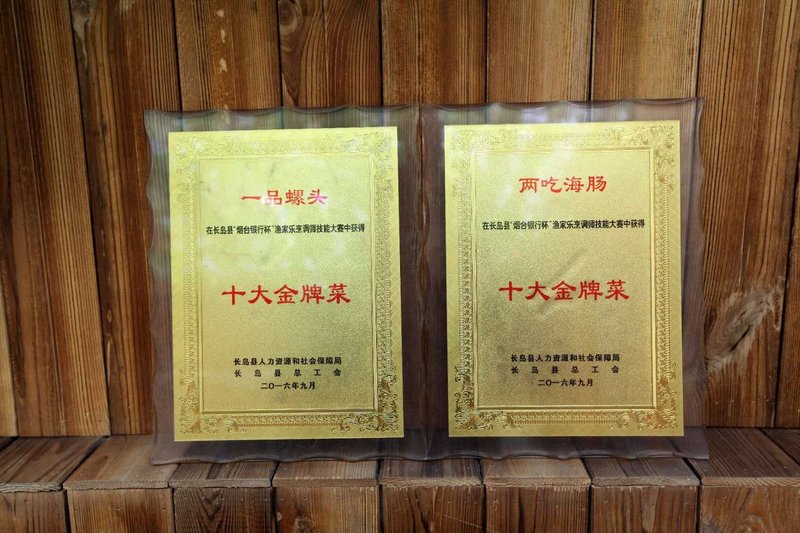 一品螺头
在长岛县"烟台银行杯"渔家乐烹调师技能大赛中获得
十大金牌菜
长岛县人力资源和社会保障局
长岛县总工会
二〇一六年九月
两吃海肠
在长岛县"烟台银行杯"渔家乐烹调师技能大赛中获得
十大金牌菜
长岛县人力资源和社会保障局
长岛县总工会
二〇一六年九月